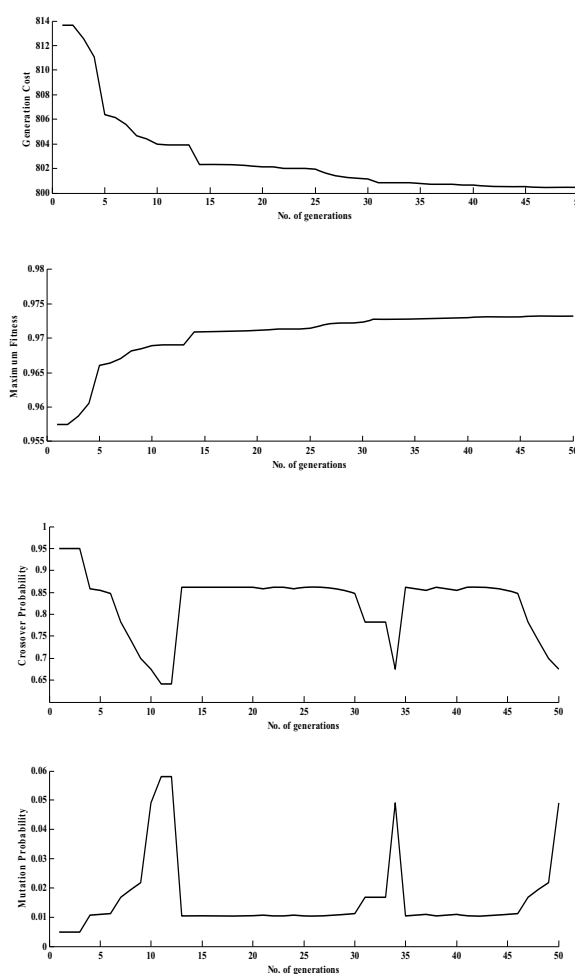 814
812
810
808
806
804
802
800
Generation Cost
0 5 10 15 20 25 30 35 40 45
No. of generations
0.98
0.975
0.97
0.965
0.96
0.955
Maximum Fitness
0 5 10 15 20 25 30 35 40 45 50
No. of generations
1
0.95
0.9
0.85
0.8
0.75
0.7
0.65
Crossover Probability
0 5 10 15 20 25 30 35 40 45 50
No. of generations
0.06
0.05
0.04
0.03
0.02
0.01
0
Mutation Probability
0 5 10 15 20 25 30 35 40 45 50
No. of generations